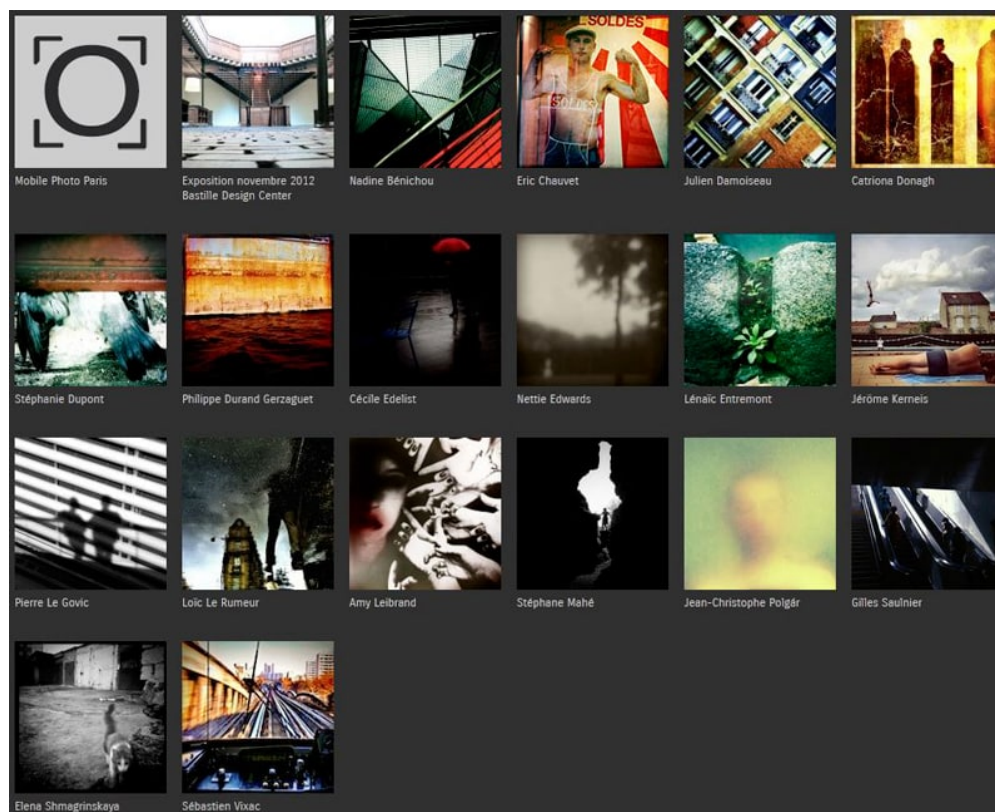 Mobile Photo Paris
Exposition novembre 2012
Bastille Design Center
Nadine Bénichou
SOLDES
SOLDES
Eric Chauvet
Julien Damoiseau
Catriona Donagh
Stéphanie Dupont
Philippe Durand Gerzaguet
Cécile Edelist
Nettie Edwards
Lénaïc Entremont
Jérôme Kerneis
Pierre Le Govic
Loïc Le Rumeur
Amy Leibrand
Stéphane Mahé
Jean-Christophe Polgár
Gilles Saulnier
Elena Shmagrinskaya
Sébastien Vixac